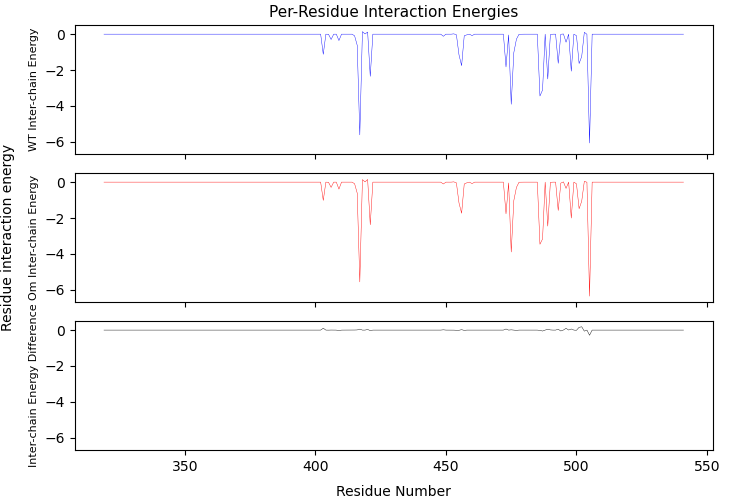 Per-Residue Interaction Energies
Residue interaction energy
WT Inter-chain Energy
0
−2
−4
−6
Om Inter-chain Energy
0
−2
−4
−6
Inter-chain Energy Difference
0
−2
−4
−6
350
400
450
500
550
Residue Number